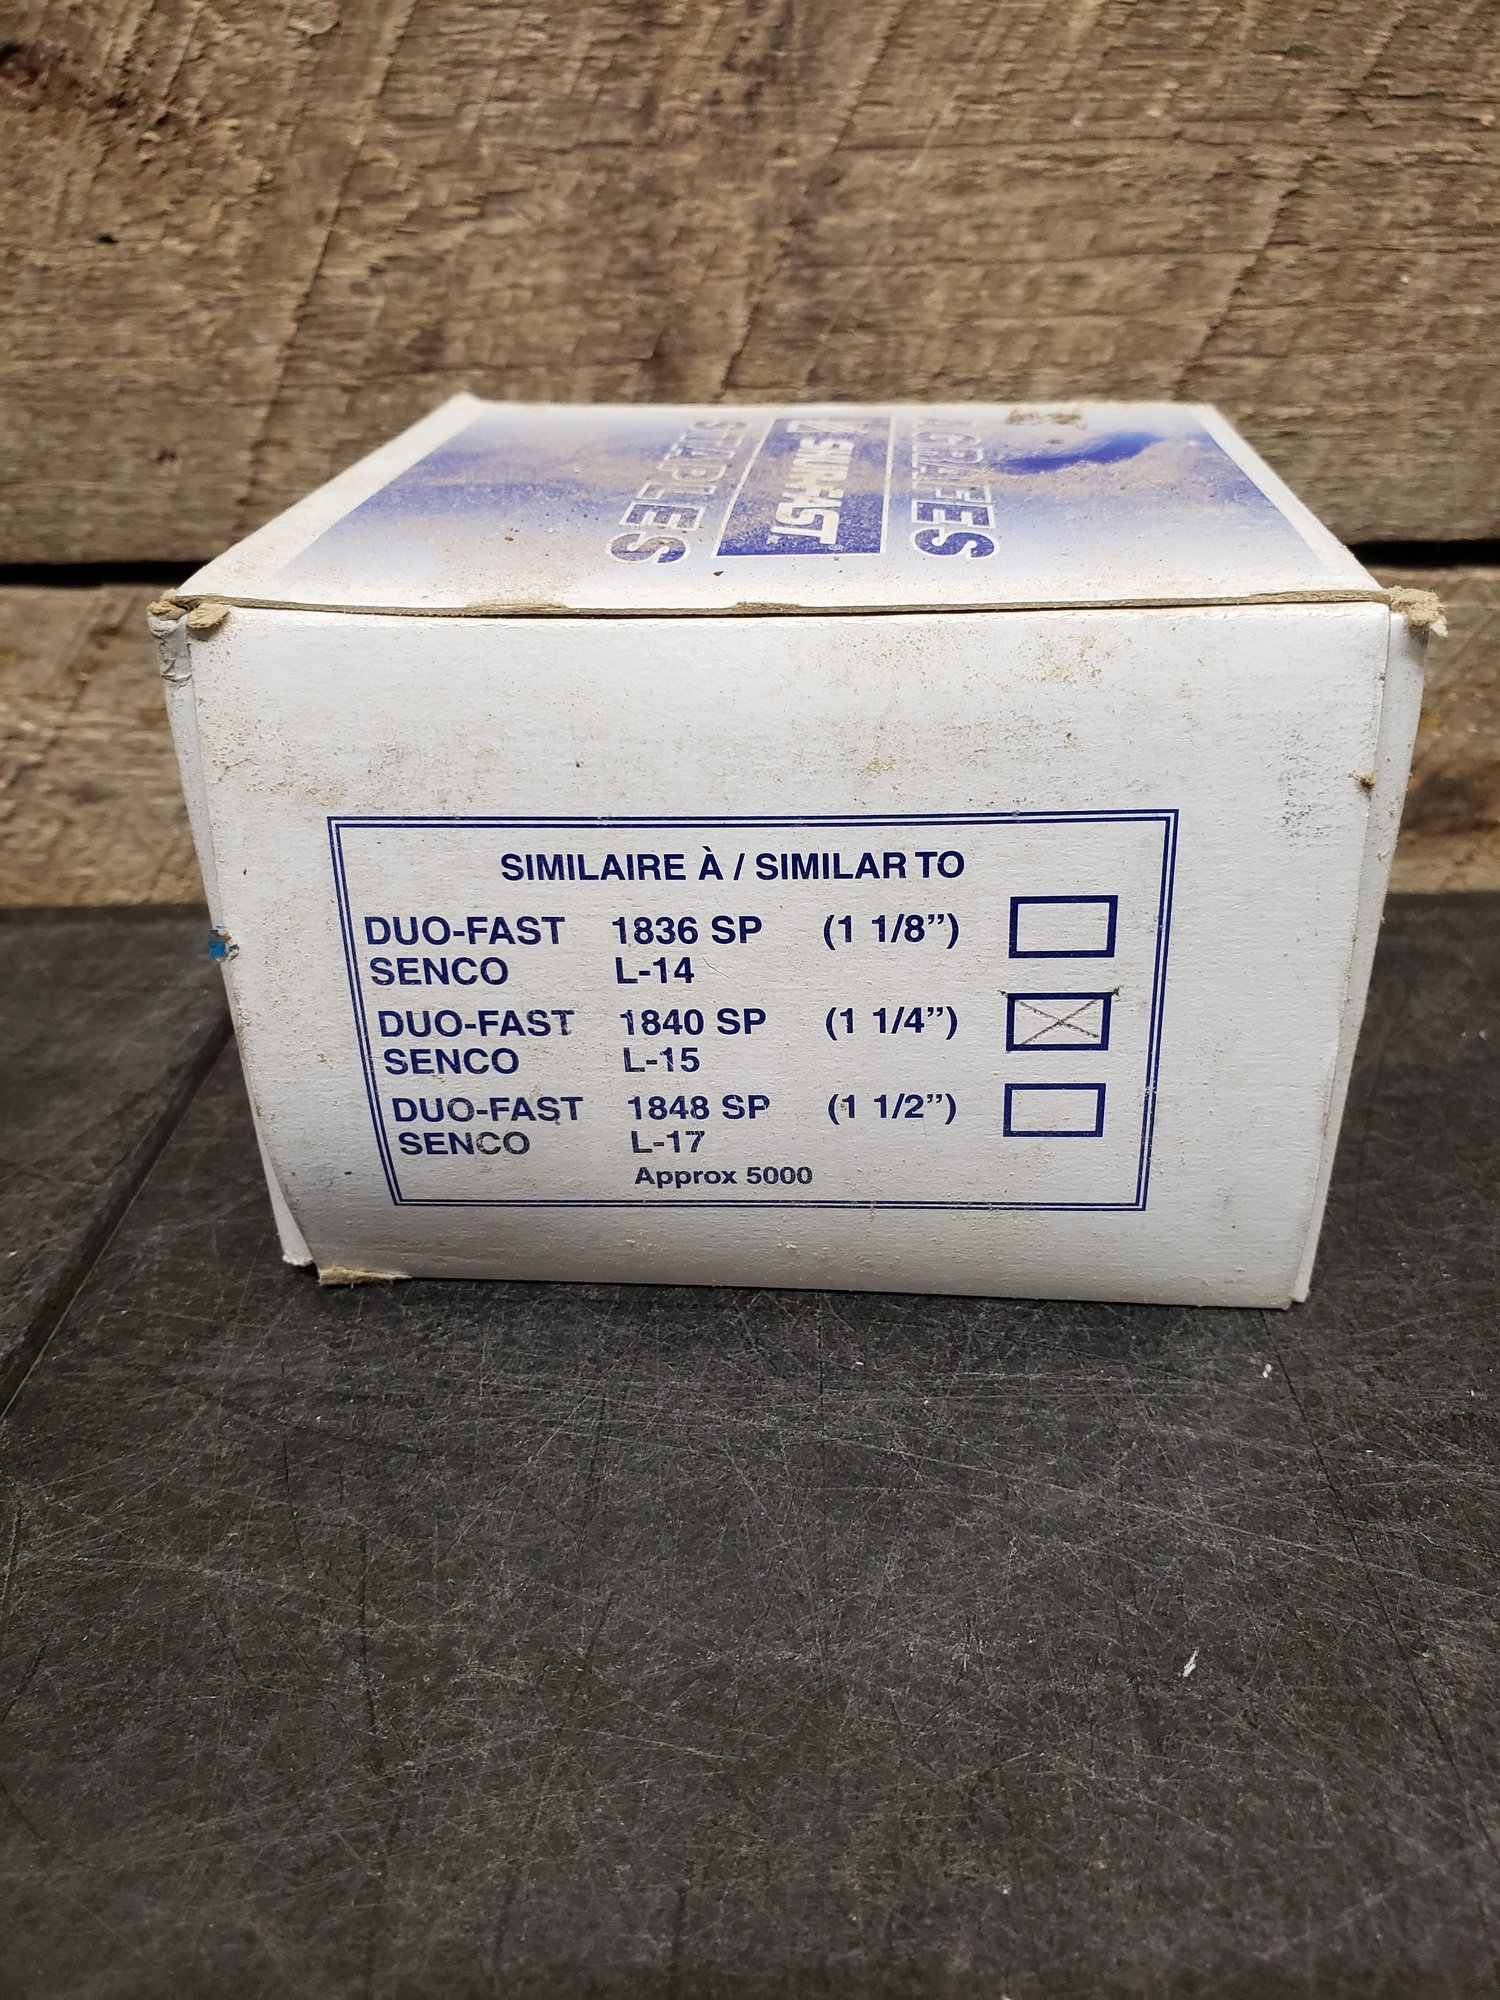 AGRAFES
STAPLES
SIMILAIRE À / SIMILAR TO
DUO-FAST 1836 SP (1 1/8”)
SENCO L-14
DUO-FAST 1840 SP (1 1/4”)
SENCO L-15
DUO-FAST 1848 SP (1 1/2”)
SENCO L-17
Approx 5000